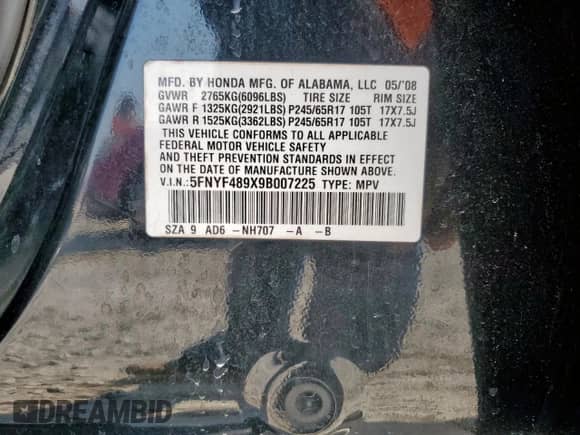 MFD. BY HONDA MFG. OF ALABAMA, LLC 05/'08
GVWR 2765KG(6096LBS) TIRE SIZE RIM SIZE
GAWR F 1325KG(2921LBS) P245/65R17 105T 17X7.5J
GAWR R 1525KG(3362LBS) P245/65R17 105T 17X7.5J
THIS VEHICLE CONFORMS TO ALL APPLICABLE
FEDERAL MOTOR VEHICLE SAFETY
AND THEFT PREVENTION STANDARDS IN EFFECT
ON THE DATE OF MANUFACTURE SHOWN ABOVE.
V.I.N.: 5FNYF489X9B007225 TYPE: MPV
SZA 9 AD6 -NH707 -A -B
DREAMBID